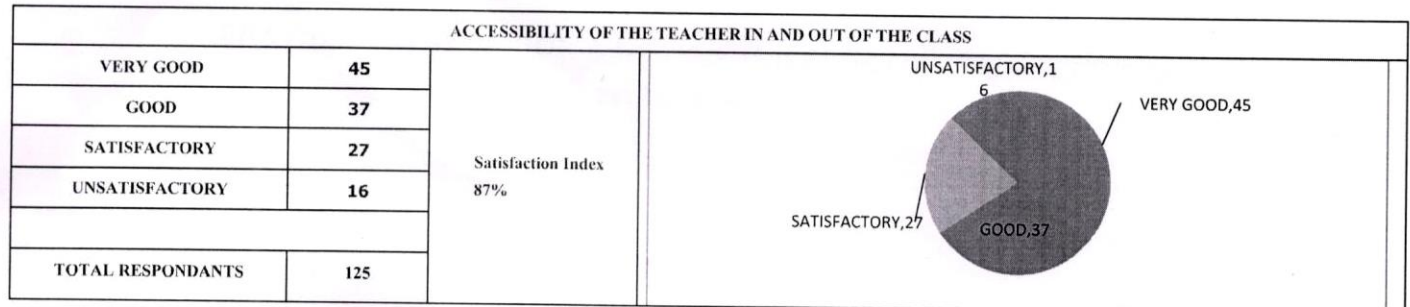 ACCESSIBILITY OF THE TEACHER IN AND OUT OF THE CLASS
VERY GOOD 45
GOOD 37
SATISFACTORY 27
UNSATISFACTORY 16
TOTAL RESPONDANTS 125
Satisfaction Index
87%
UNSATISFACTORY,1
6
VERY GOOD,45
SATISFACTORY,27
GOOD,37